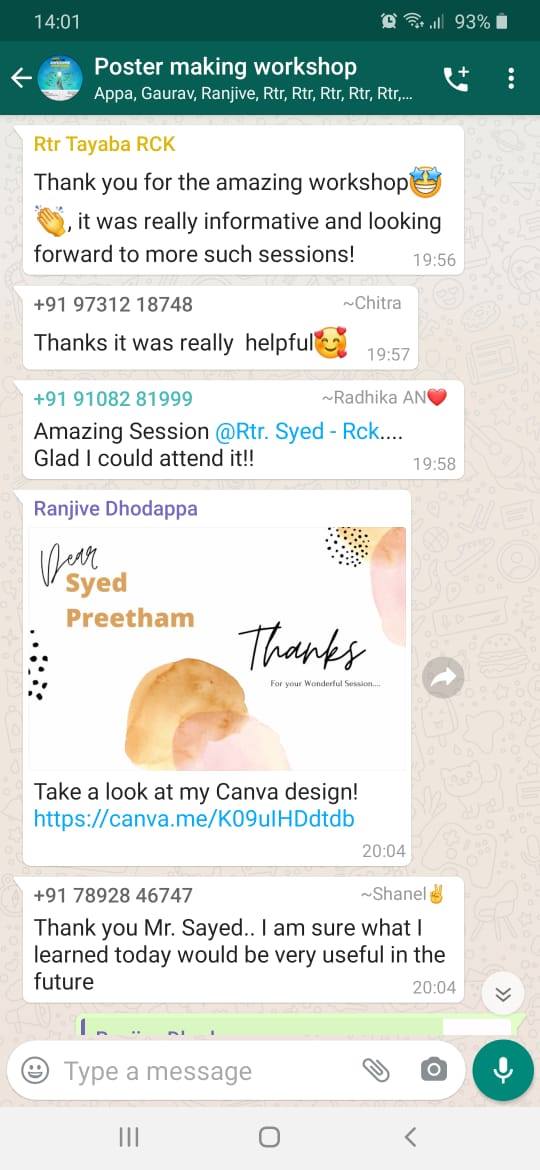 14:01 93%
Poster making workshop
Appa, Gaurav, Ranjive, Rtr, Rtr, Rtr, Rtr, Rtr,...
Rtr Tayaba RCK
Thank you for the amazing workshop🤩
👏, it was really informative and looking
forward to more such sessions! 19:56
+91 97312 18748 ~Chitra
Thanks it was really helpful🥰 19:57
+91 91082 81999 ~Radhika AN❤️
Amazing Session @Rtr. Syed - Rck....
Glad I could attend it!! 19:58
Ranjive Dhodappa
Dear
Syed
Preetham
Thanks
For your Wonderful Session....
Take a look at my Canva design!
https://canva.me/K09ulHDdtdb
20:04
+91 78928 46747 ~Shanel✌️
Thank you Mr. Sayed.. I am sure what I
learned today would be very useful in the
future 20:04
Type a message